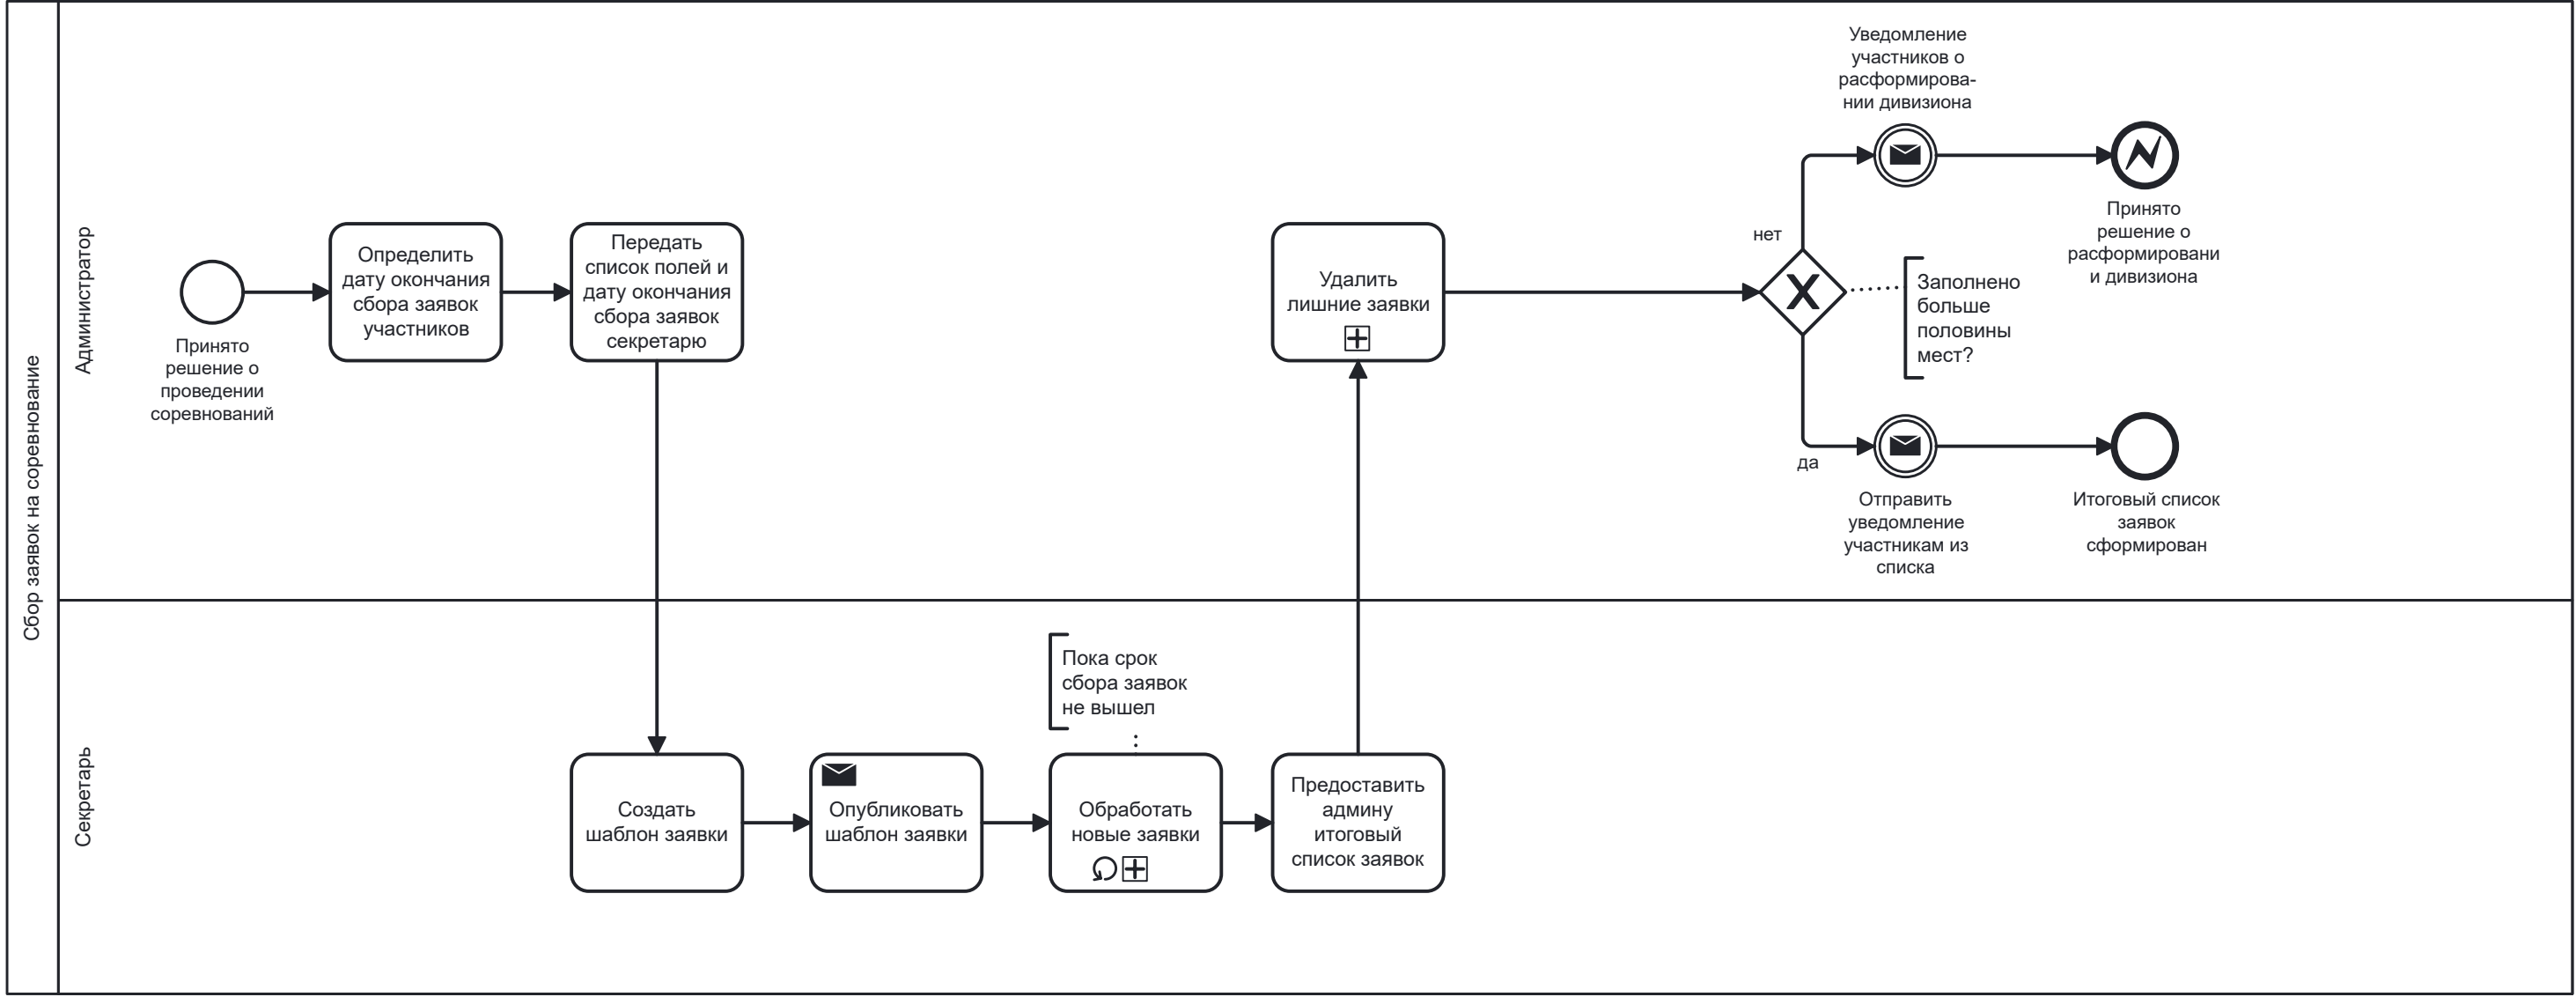 Сбор заявок на соревнование
Администратор
Принято
решение о
проведении
соревнований
Определить
дату окончания
сбора заявок
участников
Передать
список полей и
дату окончания
сбора заявок
секретарю
Удалить
лишние заявки
нет
да
Заполнено
больше
половины
мест?
Уведомление
участников о
расформирова-
нии дивизиона
Принято
решение о
расформировани
и дивизиона
Отправить
уведомление
участникам из
списка
Итоговый список
заявок
сформирован
Секретарь
Создать
шаблон заявки
Опубликовать
шаблон заявки
Пока срок
сбора заявок
не вышел
Обработать
новые заявки
Предоставить
админу
итоговый
список заявок